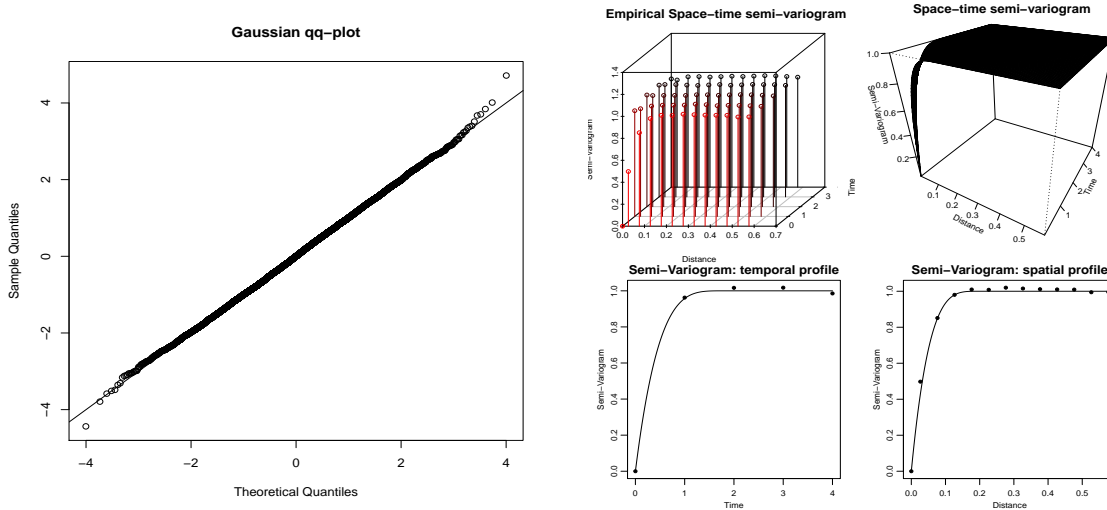 Gaussian qq−plot
Sample Quantiles
4
2
0
−2
−4
−4
−2
0
2
4
Theoretical Quantiles
Empirical Space−time semi−variogram
Semi−variogram
1.4
1.2
1.0
0.8
0.6
0.4
0.2
0.0
0.0 0.1 0.2 0.3 0.4 0.5 0.6 0.7
Distance
0
1
2
3
Time
Space−time semi−variogram
Semi−Variogram
1.0
0.8
0.6
0.4
0.2
0.1
0.2
0.3
0.4
0.5
Distance
1
2
3
4
Time
Semi−Variogram: temporal profile
Semi−Variogram
1.0
0.8
0.6
0.4
0.2
0.0
0 1 2 3 4
Time
Semi−Variogram: spatial profile
Semi−Variogram
1.0
0.8
0.6
0.4
0.2
0.0
0.0 0.1 0.2 0.3 0.4 0.5
Distance